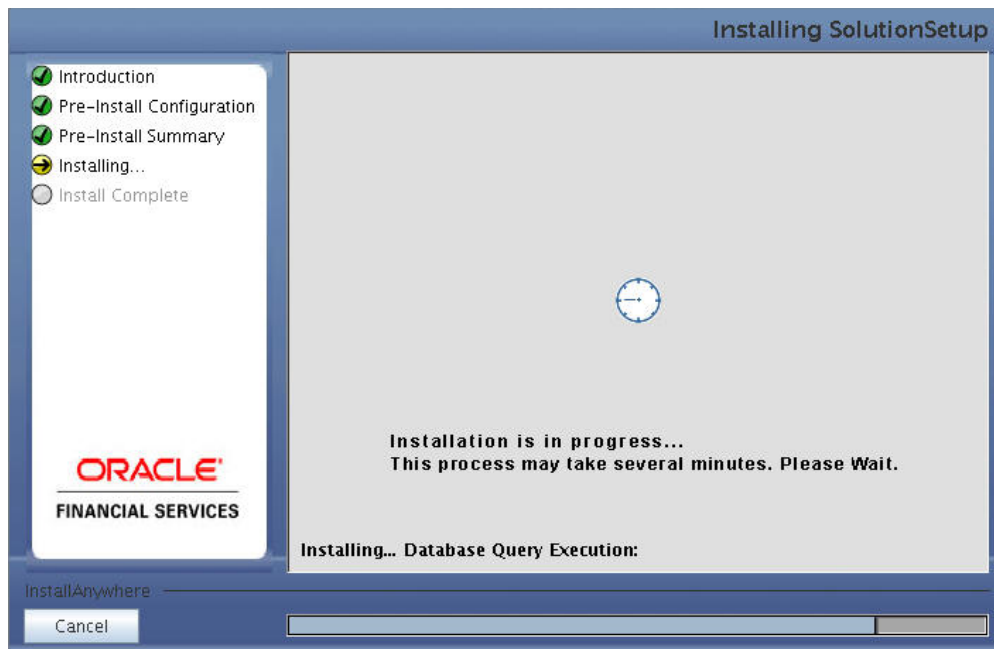 Installing SolutionSetup
Introduction
Pre-Install Configuration
Pre-Install Summary
Installing...
Install Complete
ORACLE
FINANCIAL SERVICES
Installation is in progress...
This process may take several minutes. Please Wait.
Installing... Database Query Execution:
InstallAnywhere
Cancel